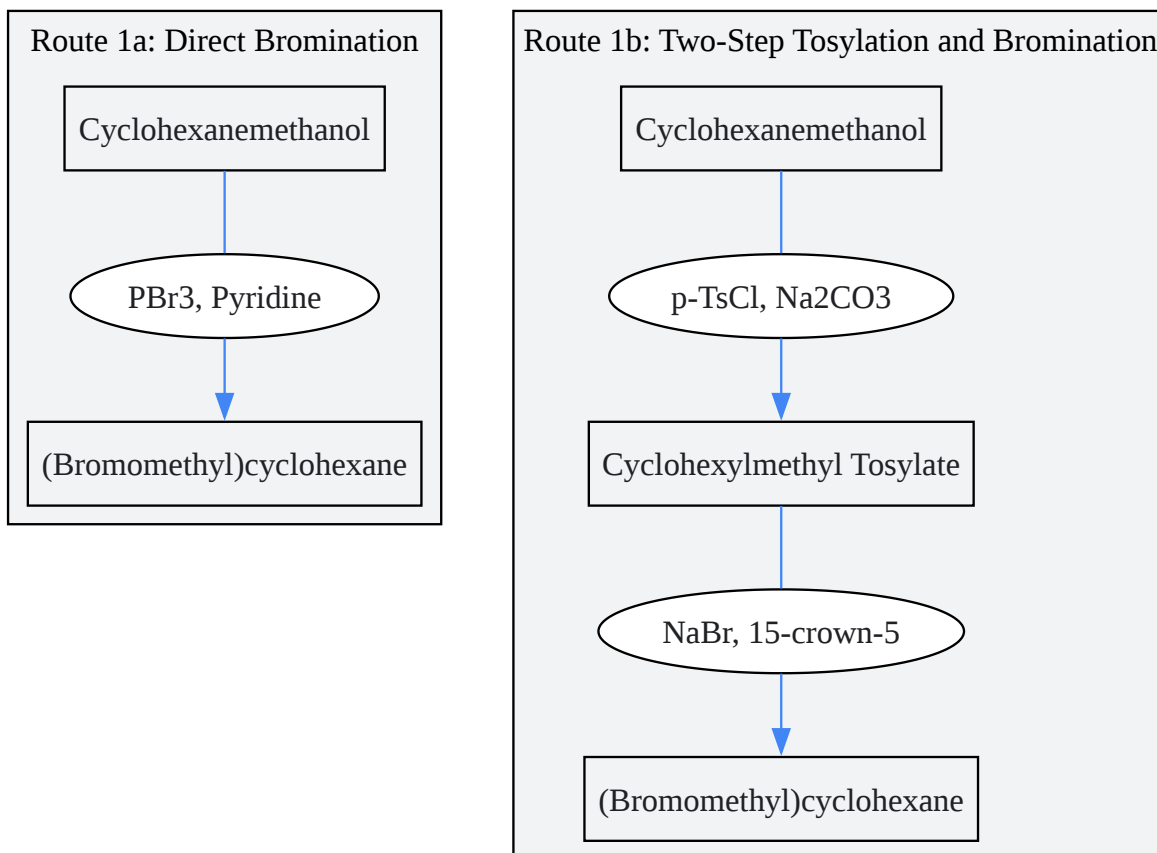 Route 1a: Direct Bromination
Cyclohexanemethanol
PBr3, Pyridine
(Bromomethyl)cyclohexane
Route 1b: Two-Step Tosylation and Bromination
Cyclohexanemethanol
p-TsCl, Na2CO3
Cyclohexylmethyl Tosylate
NaBr, 15-crown-5
(Bromomethyl)cyclohexane